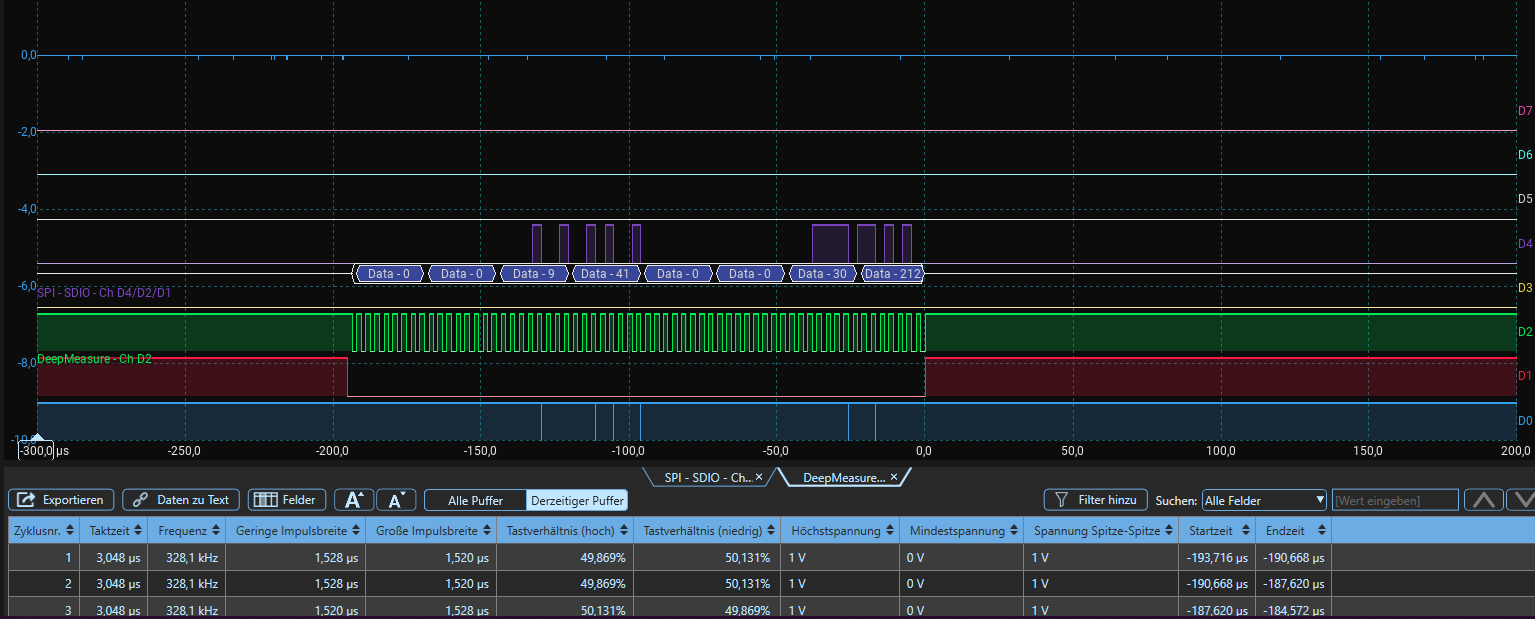 0,0
D7
-2,0
D6
D5
-4,0
D4
Data - 0 Data - 0 Data - 9 Data - 41 Data - 0 Data - 0 Data - 30 Data - 212
-6,0 D3
SPI - SDIO - Ch D4/D2/D1
D2
DeepMeasure - Ch D2
-8,0
D1
D0
-10,0
-300,0 µs -250,0 -200,0 -150,0 -100,0 -50,0 0,0 50,0 100,0 150,0 200,0
SPI - SDIO - Ch... × DeepMeasure... ×
Exportieren Daten zu Text Felder A A Alle Puffer Derzeitiger Puffer Filter hinzu Suchen: Alle Felder [Wert eingeben]
Zyklusnr. Taktzeit Frequenz Geringe Impulsbreite Große Impulsbreite Tastverhältnis (hoch) Tastverhältnis (niedrig) Höchstspannung Mindestspannung Spannung Spitze-Spitze Startzeit Endzeit
1 3,048 µs 328,1 kHz 1,528 µs 1,520 µs 49,869% 50,131% 1 V 0 V 1 V -193,716 µs -190,668 µs
2 3,048 µs 328,1 kHz 1,528 µs 1,520 µs 49,869% 50,131% 1 V 0 V 1 V -190,668 µs -187,620 µs
3 3,048 µs 328,1 kHz 1,520 µs 1,528 µs 50,131% 49,869% 1 V 0 V 1 V -187,620 µs -184,572 µs